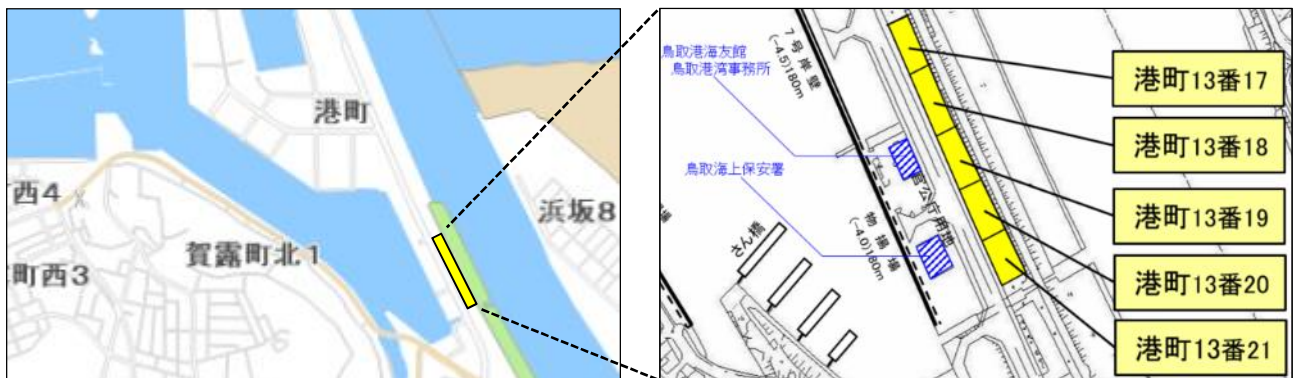 港町
西4
浜坂8
賀露町北1
町西3
鳥取港海友館
鳥取港湾事務所
7号岸壁
(-4.5)180m
鳥取海上保安署
官公庁用地
物揚場
(-4.0)180m
さん橋
港町13番17
港町13番18
港町13番19
港町13番20
港町13番21